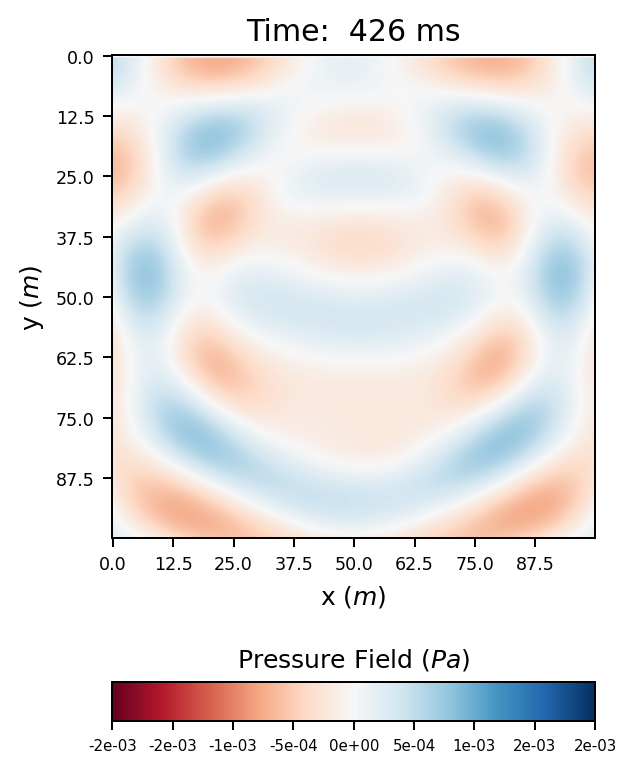 Time:  426 ms
0.0
12.5
25.0
37.5
50.0
62.5
75.0
87.5
y (m)
0.0 12.5 25.0 37.5 50.0 62.5 75.0 87.5
x (m)
Pressure Field (Pa)
-2e-03 -2e-03 -1e-03 -5e-04 0e+00 5e-04 1e-03 2e-03 2e-03